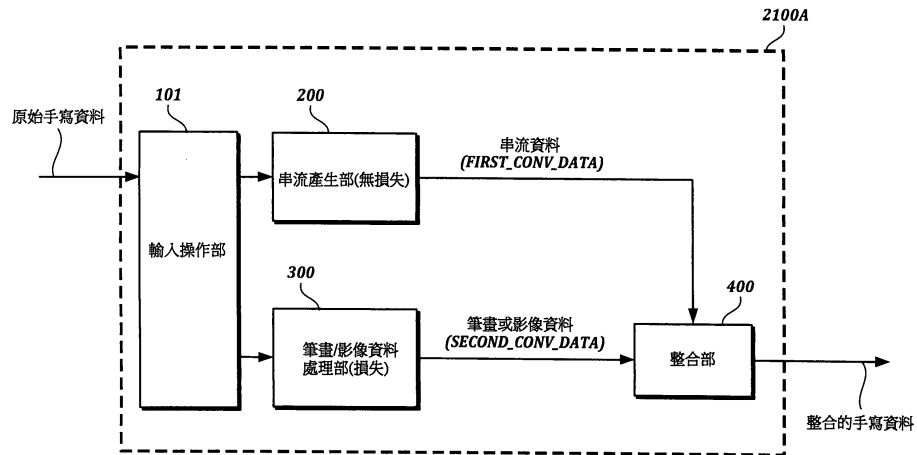 2100A
原始手寫資料
101
輸入操作部
200
串流產生部(無損失)
串流資料
(FIRST_CONV_DATA)
300
筆畫/影像資料
處理部(損失)
筆畫或影像資料
(SECOND_CONV_DATA)
400
整合部
整合的手寫資料